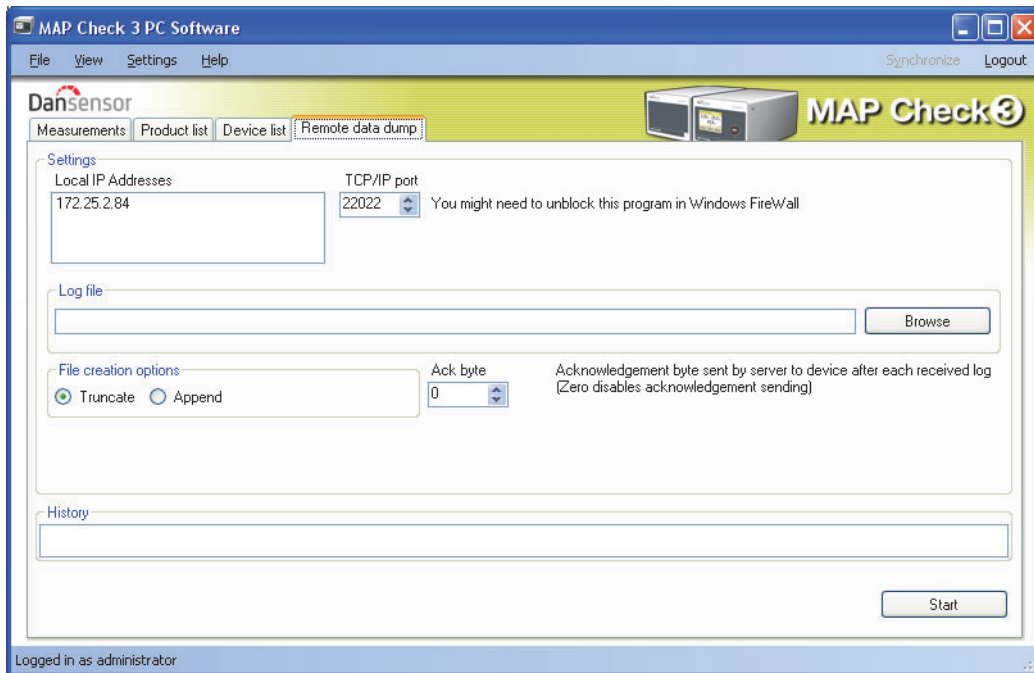 MAP Check 3 PC Software
File View Settings Help Synchronize Logout
Dansensor
MAP Check 3
Measurements Product list Device list Remote data dump
Settings
Local IP Addresses TCP/IP port
172.25.2.84 22022 You might need to unblock this program in Windows FireWall
Log file
Browse
File creation options Ack byte Acknowledgement byte sent by server to device after each received log
Truncate Append 0 (Zero disables acknowledgement sending)
History
Start
Logged in as administrator